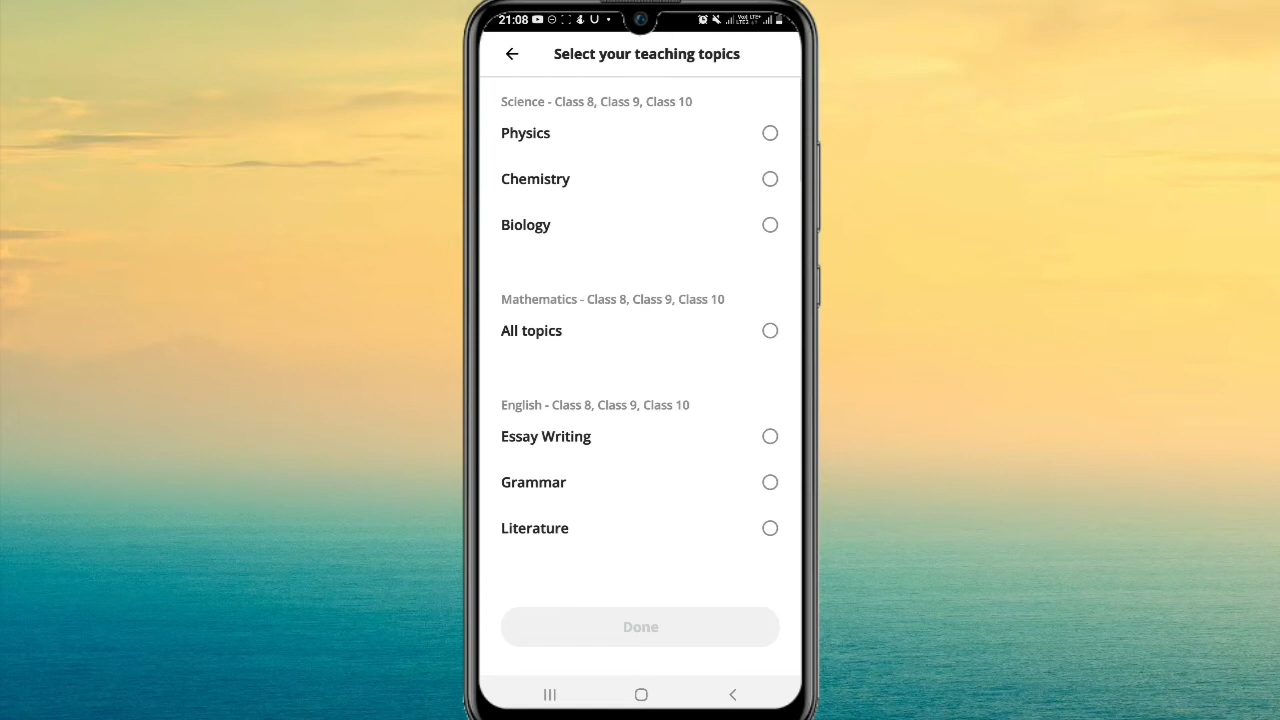 21:08
Select your teaching topics
Science - Class 8, Class 9, Class 10
Physics
Chemistry
Biology
Mathematics - Class 8, Class 9, Class 10
All topics
English - Class 8, Class 9, Class 10
Essay Writing
Grammar
Literature
Done